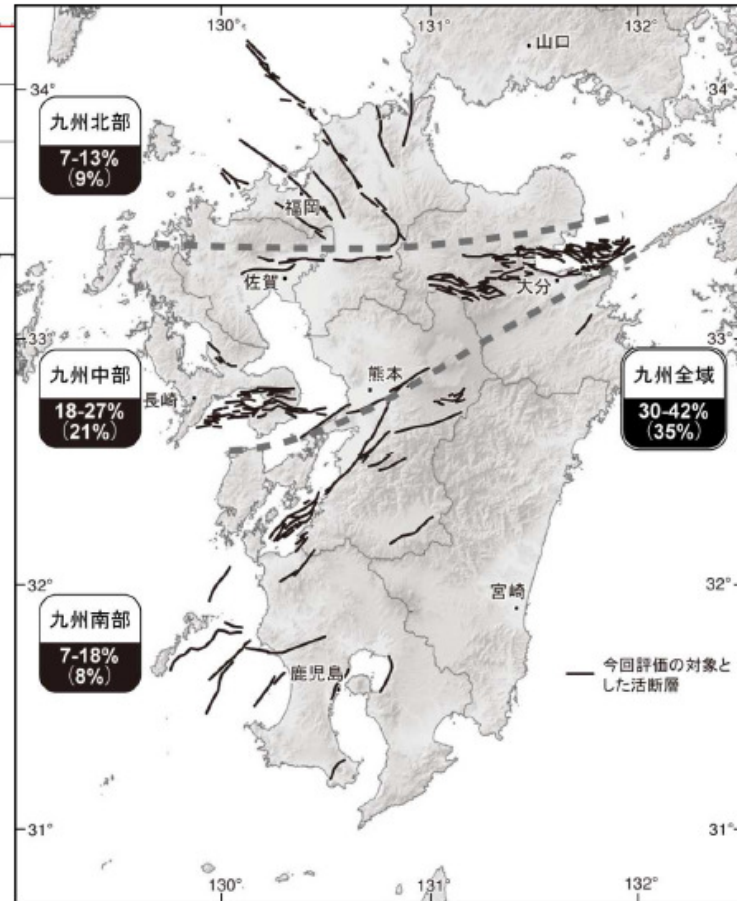 130°
131°
132°
山口
34°
34°
九州北部
7-13%
(9%)
福岡
佐賀
大分
33°
33°
九州中部
18-27%
(21%)
長崎
熊本
九州全域
30-42%
(35%)
32°
32°
宮崎
九州南部
7-18%
(8%)
鹿児島
今回評価の対象と
した活断層
31°
31°
130°
131°
132°